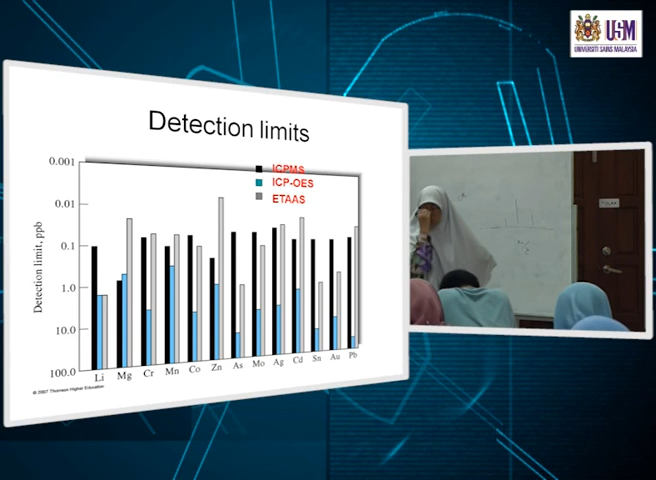 USM
UNIVERSITI SAINS MALAYSIA
Detection limits
ICPMS
ICP-OES
ETAAS
Detection limit, ppb
0.001
0.01
0.1
1.0
10.0
100.0
Li Mg Cr Mn Co Zn As Mo Ag Cd Sn Au Pb
© 2007 Thomson Higher Education